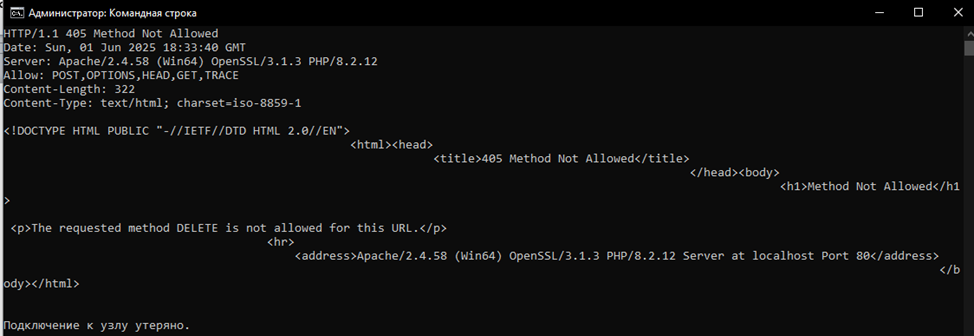 Администратор: Командная строка
HTTP/1.1 405 Method Not Allowed
Date: Sun, 01 Jun 2025 18:33:40 GMT
Server: Apache/2.4.58 (Win64) OpenSSL/3.1.3 PHP/8.2.12
Allow: POST,OPTIONS,HEAD,GET,TRACE
Content-Length: 322
Content-Type: text/html; charset=iso-8859-1
<!DOCTYPE HTML PUBLIC "-//IETF//DTD HTML 2.0//EN">
<html><head>
<title>405 Method Not Allowed</title>
</head><body>
<h1>Method Not Allowed</h1
>
<p>The requested method DELETE is not allowed for this URL.</p>
<hr>
<address>Apache/2.4.58 (Win64) OpenSSL/3.1.3 PHP/8.2.12 Server at localhost Port 80</address>
</b
ody></html>
Подключение к узлу утеряно.